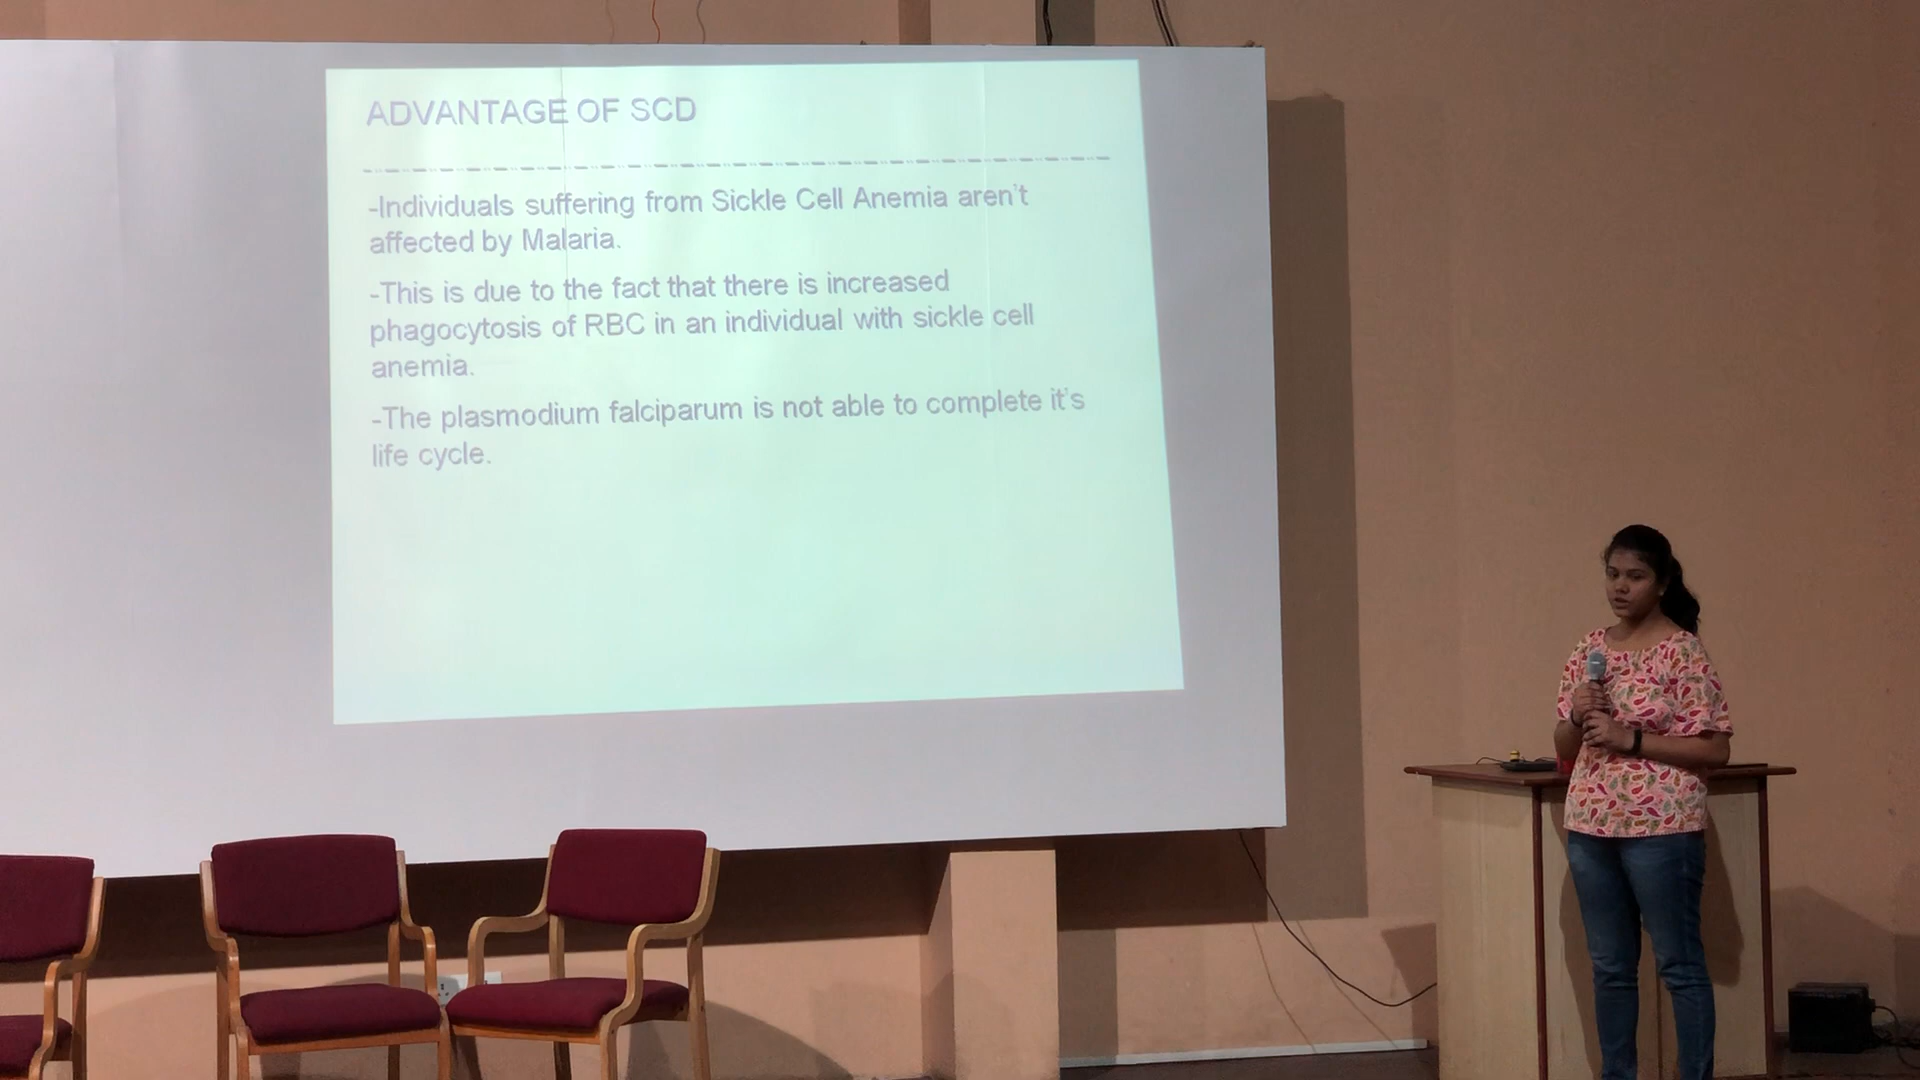 ADVANTAGE OF SCD
-Individuals suffering from Sickle Cell Anemia aren't
affected by Malaria.
-This is due to the fact that there is increased
phagocytosis of RBC in an individual with sickle cell
anemia.
-The plasmodium falciparum is not able to complete it's
life cycle.